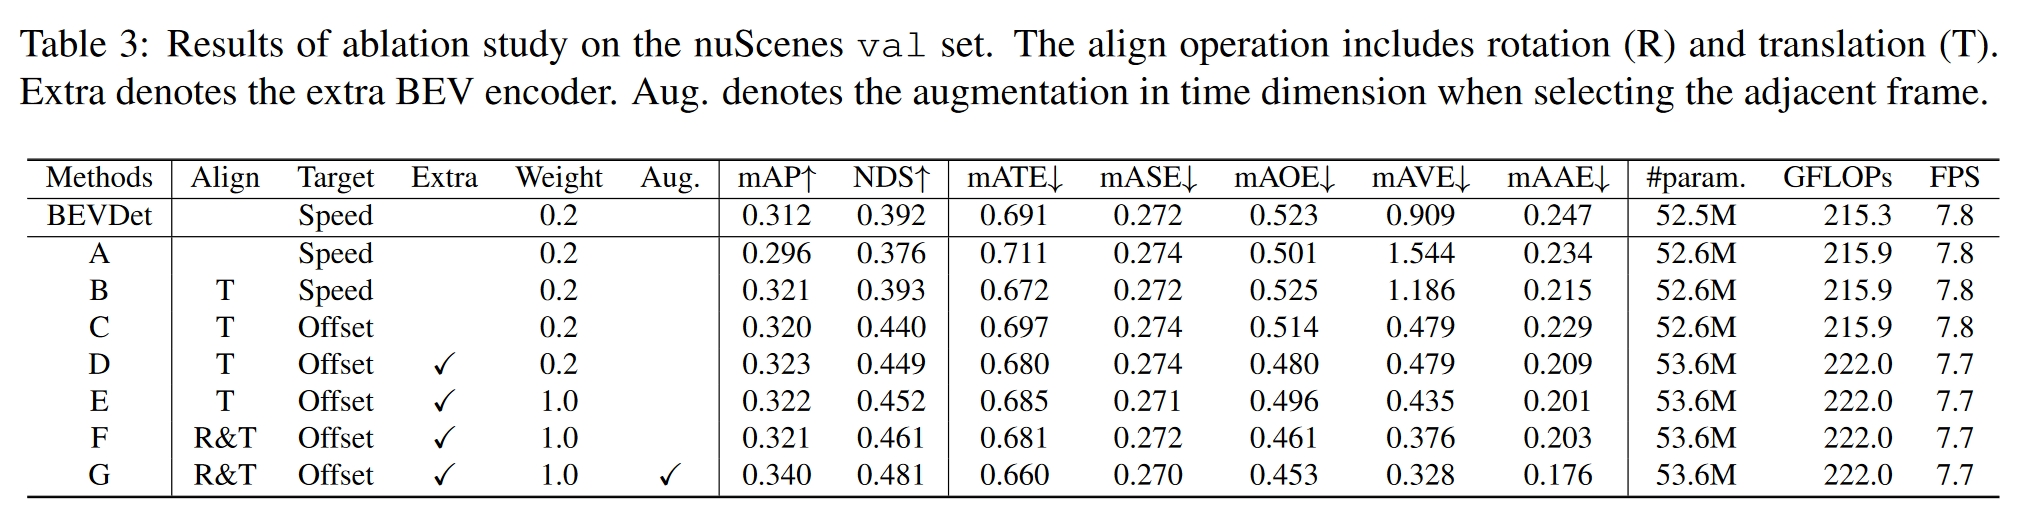 Table 3: Results of ablation study on the nuScenes val set. The align operation includes rotation (R) and translation (T).
Extra denotes the extra BEV encoder. Aug. denotes the augmentation in time dimension when selecting the adjacent frame.
Methods Align Target Extra Weight Aug. mAP↑ NDS↑ mATE↓ mASE↓ mAOE↓ mAVE↓ mAAE↓ #param. GFLOPs FPS
BEVDet Speed 0.2 0.312 0.392 0.691 0.272 0.523 0.909 0.247 52.5M 215.3 7.8
A Speed 0.2 0.296 0.376 0.711 0.274 0.501 1.544 0.234 52.6M 215.9 7.8
B T Speed 0.2 0.321 0.393 0.672 0.272 0.525 1.186 0.215 52.6M 215.9 7.8
C T Offset 0.2 0.320 0.440 0.697 0.274 0.514 0.479 0.229 52.6M 215.9 7.8
D T Offset ✓ 0.2 0.323 0.449 0.680 0.274 0.480 0.479 0.209 53.6M 222.0 7.7
E T Offset ✓ 1.0 0.322 0.452 0.685 0.271 0.496 0.435 0.201 53.6M 222.0 7.7
F R&T Offset ✓ 1.0 0.321 0.461 0.681 0.272 0.461 0.376 0.203 53.6M 222.0 7.7
G R&T Offset ✓ 1.0 ✓ 0.340 0.481 0.660 0.270 0.453 0.328 0.176 53.6M 222.0 7.7